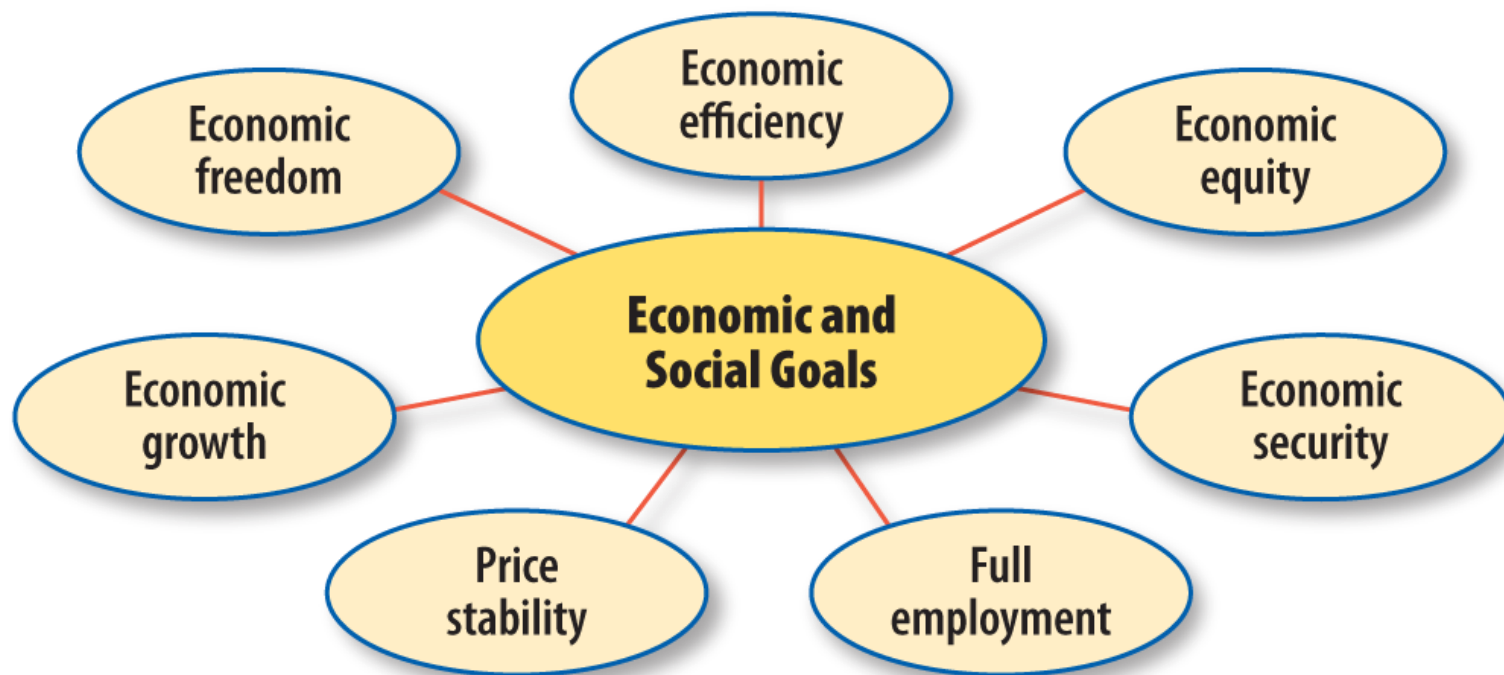 Economic
efficiency
Economic
freedom
Economic
equity
Economic and
Social Goals
Economic
growth
Economic
security
Price
stability
Full
employment